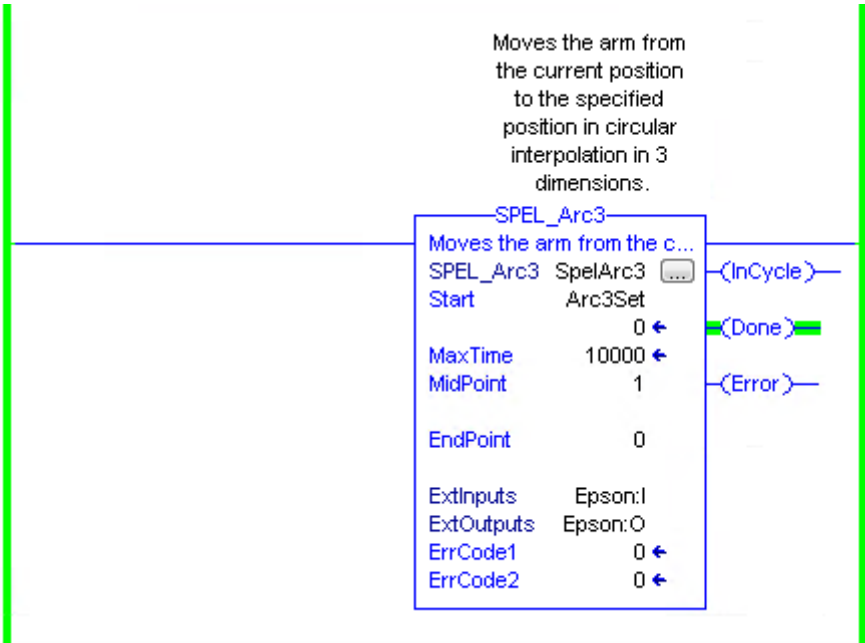 Moves the arm from
the current position
to the specified
position in circular
interpolation in 3
dimensions.
SPEL_Arc3
Moves the arm from the c...
SPEL_Arc3 SpelArc3 ... (InCycle)
Start Arc3Set
0 (Done)
MaxTime 10000
MidPoint 1 (Error)
EndPoint 0
ExtInputs Epson:I
ExtOutputs Epson:O
ErrCode1 0
ErrCode2 0